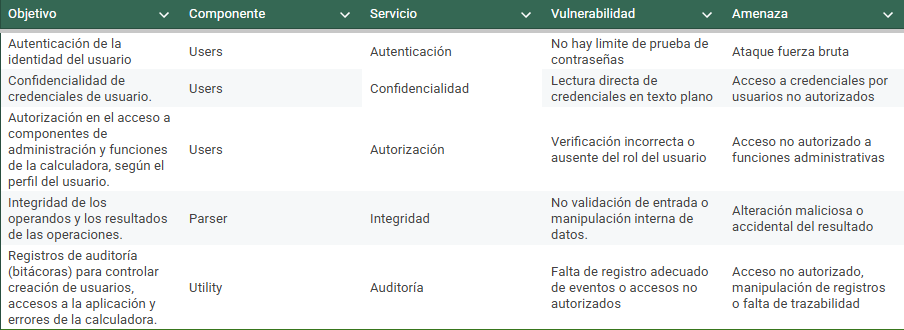 Objetivo Componente Servicio Vulnerabilidad Amenaza
Autenticación de la
identidad del usuario
Users
Autenticación
No hay limite de prueba de
contraseñas
Ataque fuerza bruta
Confidencialidad de
credenciales de usuario.
Users
Confidencialidad
Lectura directa de
credenciales en texto plano
Acceso a credenciales por
usuarios no autorizados
Autorización en el acceso a
componentes de
administración y funciones
de la calculadora, según el
perfil del usuario.
Users
Autorización
Verificación incorrecta o
ausente del rol del usuario
Acceso no autorizado a
funciones administrativas
Integridad de los
operandos y los resultados
de las operaciones.
Parser
Integridad
No validación de entrada o
manipulación interna de
datos.
Alteración maliciosa o
accidental del resultado
Registros de auditoría
(bitácoras) para controlar
creación de usuarios,
accesos a la aplicación y
errores de la calculadora.
Utility
Auditoría
Falta de registro adecuado
de eventos o accesos no
autorizados
Acceso no autorizado,
manipulación de registros
o falta de trazabilidad